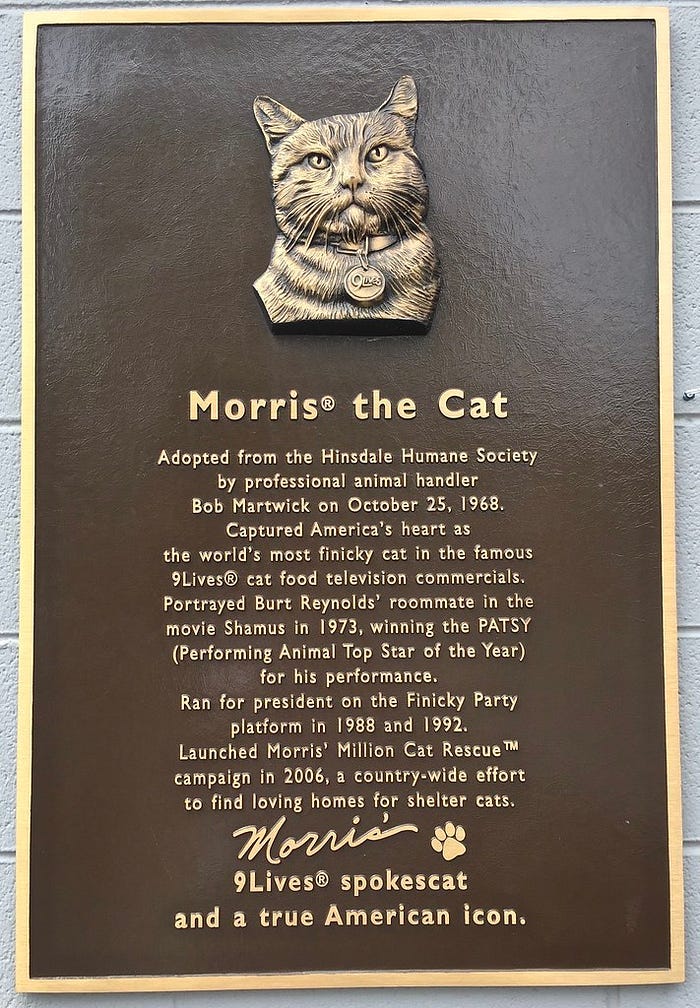 9Lives
Morris® the Cat
Adopted from the Hinsdale Humane Society
by professional animal handler
Bob Martwick on October 25, 1968.
Captured America's heart as
the world's most finicky cat in the famous
9Lives® cat food television commercials.
Portrayed Burt Reynolds' roommate in the
movie Shamus in 1973, winning the PATSY
(Performing Animal Top Star of the Year)
for his performance.
Ran for president on the Finicky Party
platform in 1988 and 1992.
Launched Morris' Million Cat Rescue™
campaign in 2006, a country-wide effort
to find loving homes for shelter cats.
Morris
9Lives® spokescat
and a true American icon.